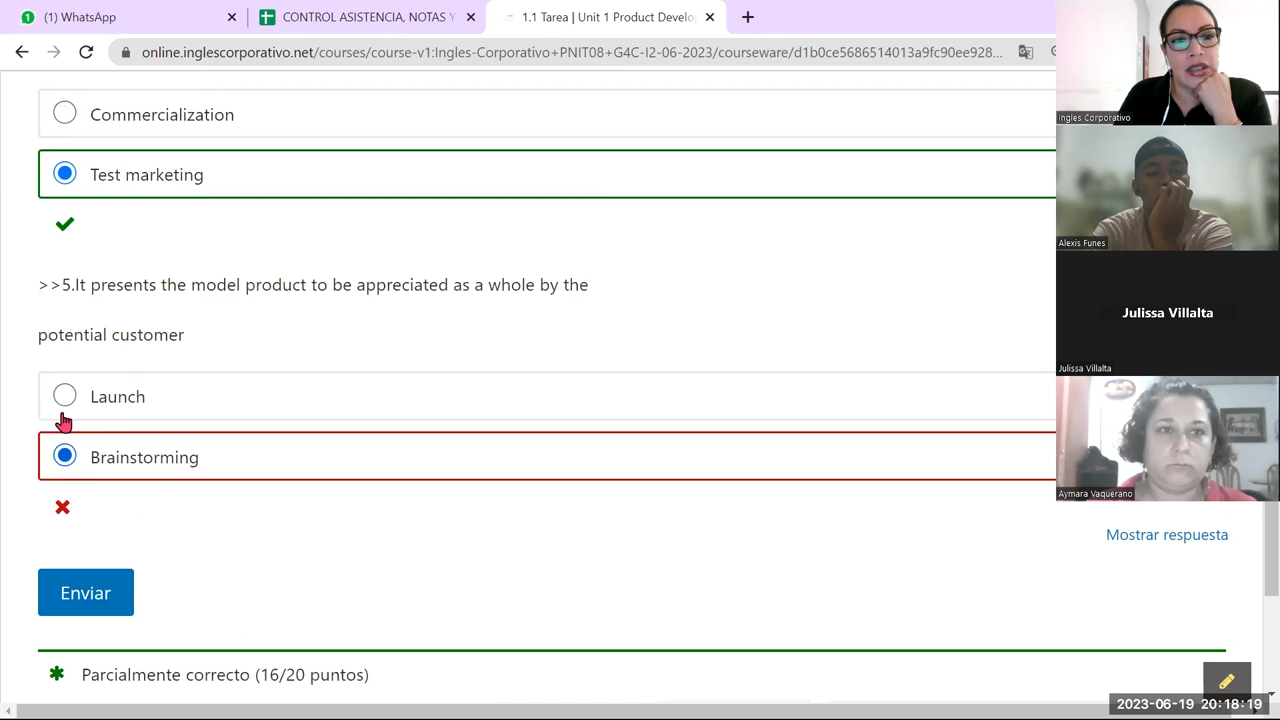 (1) WhatsApp
CONTROL ASISTENCIA, NOTAS Y
1.1 Tarea | Unit 1 Product Develo
online.inglescorporativo.net/courses/course-v1:Ingles-Corporativo+PNIT08+G4C-I2-06-2023/courseware/d1b0ce5686514013a9fc90ee928...
Commercialization
Test marketing
>>5.It presents the model product to be appreciated as a whole by the
potential customer
Launch
Brainstorming
Mostrar respuesta
Enviar
Parcialmente correcto (16/20 puntos)
Ingles Corporativo
Alexis Funes
Julissa Villalta
Julissa Villalta
Aymara Vaquerano
2023-06-19 20:18:19